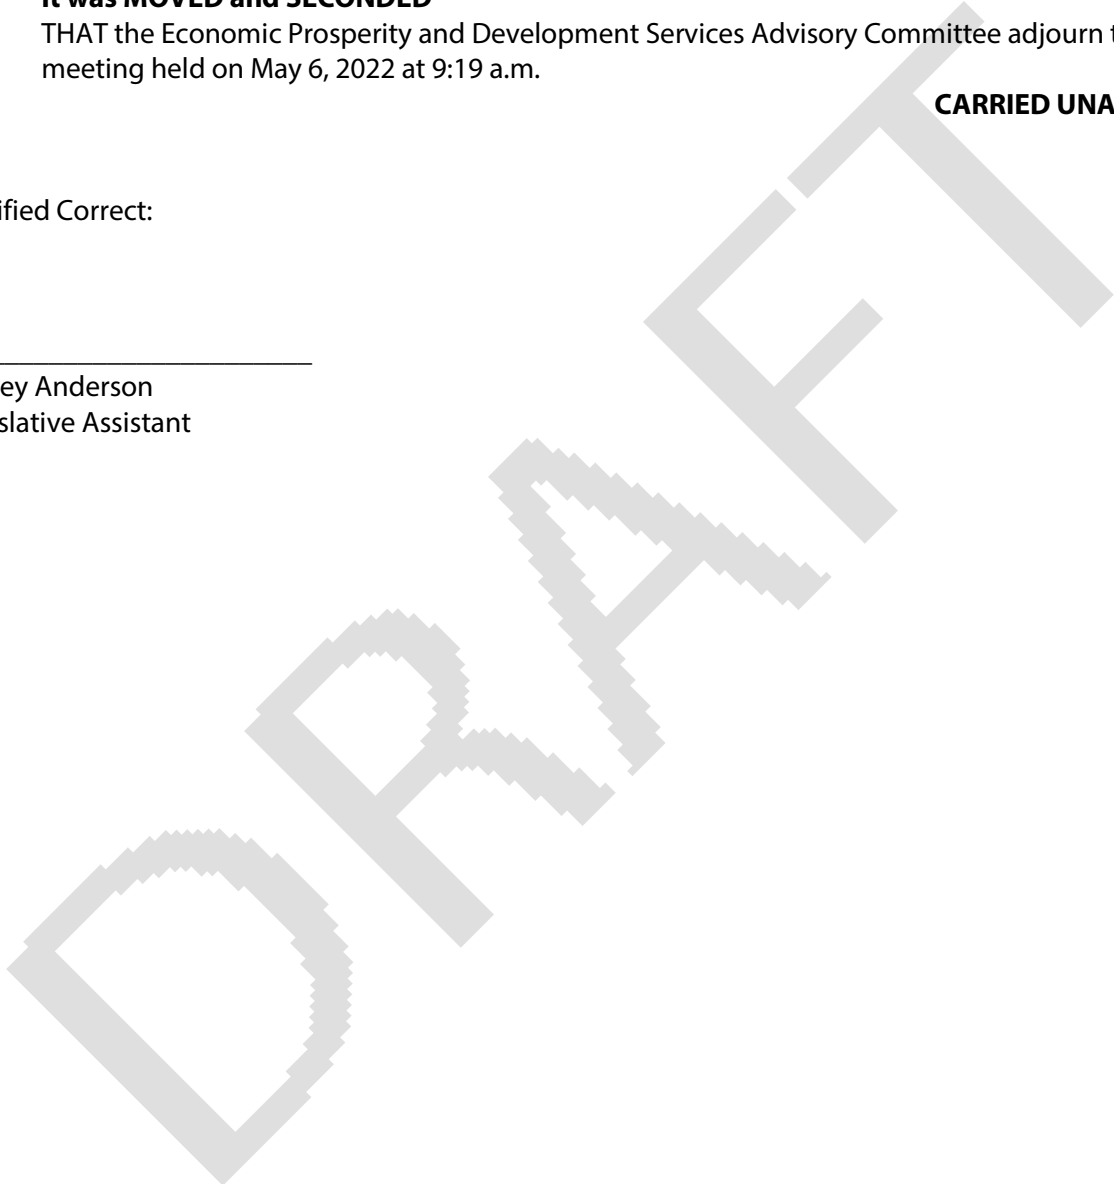 It was MOVED and SECONDED
THAT the Economic Prosperity and Development Services Advisory Committee adjourn
meeting held on May 6, 2022 at 9:19 a.m.
CARRIED UNA
ified Correct:
______________________
ey Anderson
slative Assistant
DRAFT